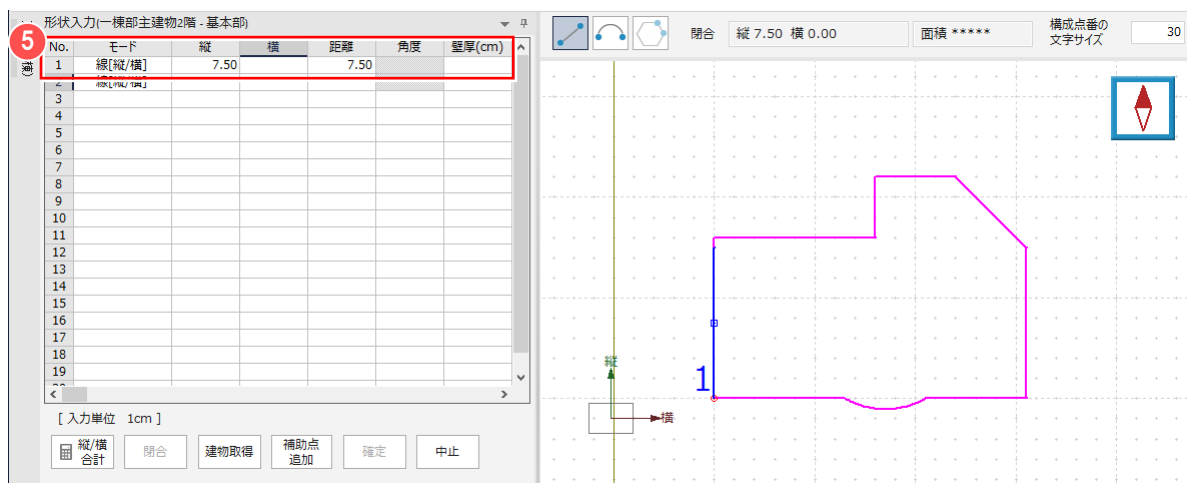 形状入力(一棟部主建物2階 - 基本部)
5
No. モード 縦 横 距離 角度 壁厚(cm)
1 線[縦/横] 7.50 7.50
2 線[縦/横]
3
4
5
6
7
8
9
10
11
12
13
14
15
16
17
18
19
[ 入力単位 1cm ]
縦/横
合計
閉合
建物取得
補助点
追加
確定
中止
閉合
縦 7.50 横 0.00
面積 *****
構成点番の
文字サイズ
30
縦
横
1